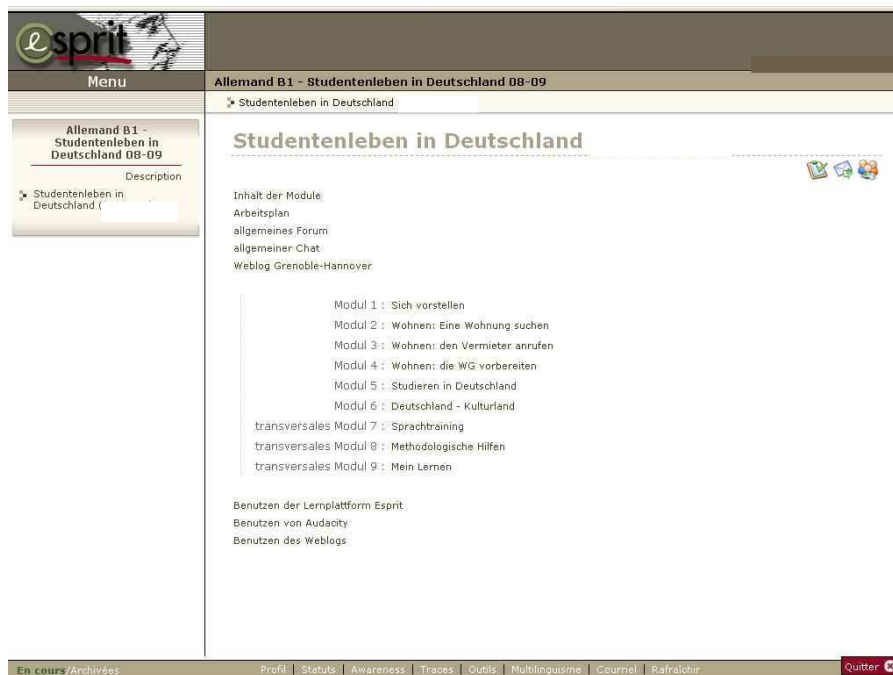 esprit
Menu
Allemand B1 - Studentenleben in Deutschland 08-09
Studentenleben in Deutschland
Allemand B1 -
Studentenleben in
Deutschland 08-09
Description
Studentenleben in
Deutschland (
Studentenleben in Deutschland
Inhalt der Module
Arbeitsplan
allgemeines Forum
allgemeiner Chat
Weblog Grenoble-Hannover
Modul 1 : Sich vorstellen
Modul 2 : Wohnen: Eine Wohnung suchen
Modul 3 : Wohnen: den Vermieter anrufen
Modul 4 : Wohnen: die WG vorbereiten
Modul 5 : Studieren in Deutschland
Modul 6 : Deutschland - Kulturland
transversales Modul 7 : Sprachtraining
transversales Modul 8 : Methodologische Hilfen
transversales Modul 9 : Mein Lernen
Benutzen der Lernplattform Esprit
Benutzen von Audacity
Benutzen des Weblogs
En cours/Archivées
Profil | Statuts | Awareness | Traces | Outils | Multilinguisme | Courriel | Rafraîchir
Quitter